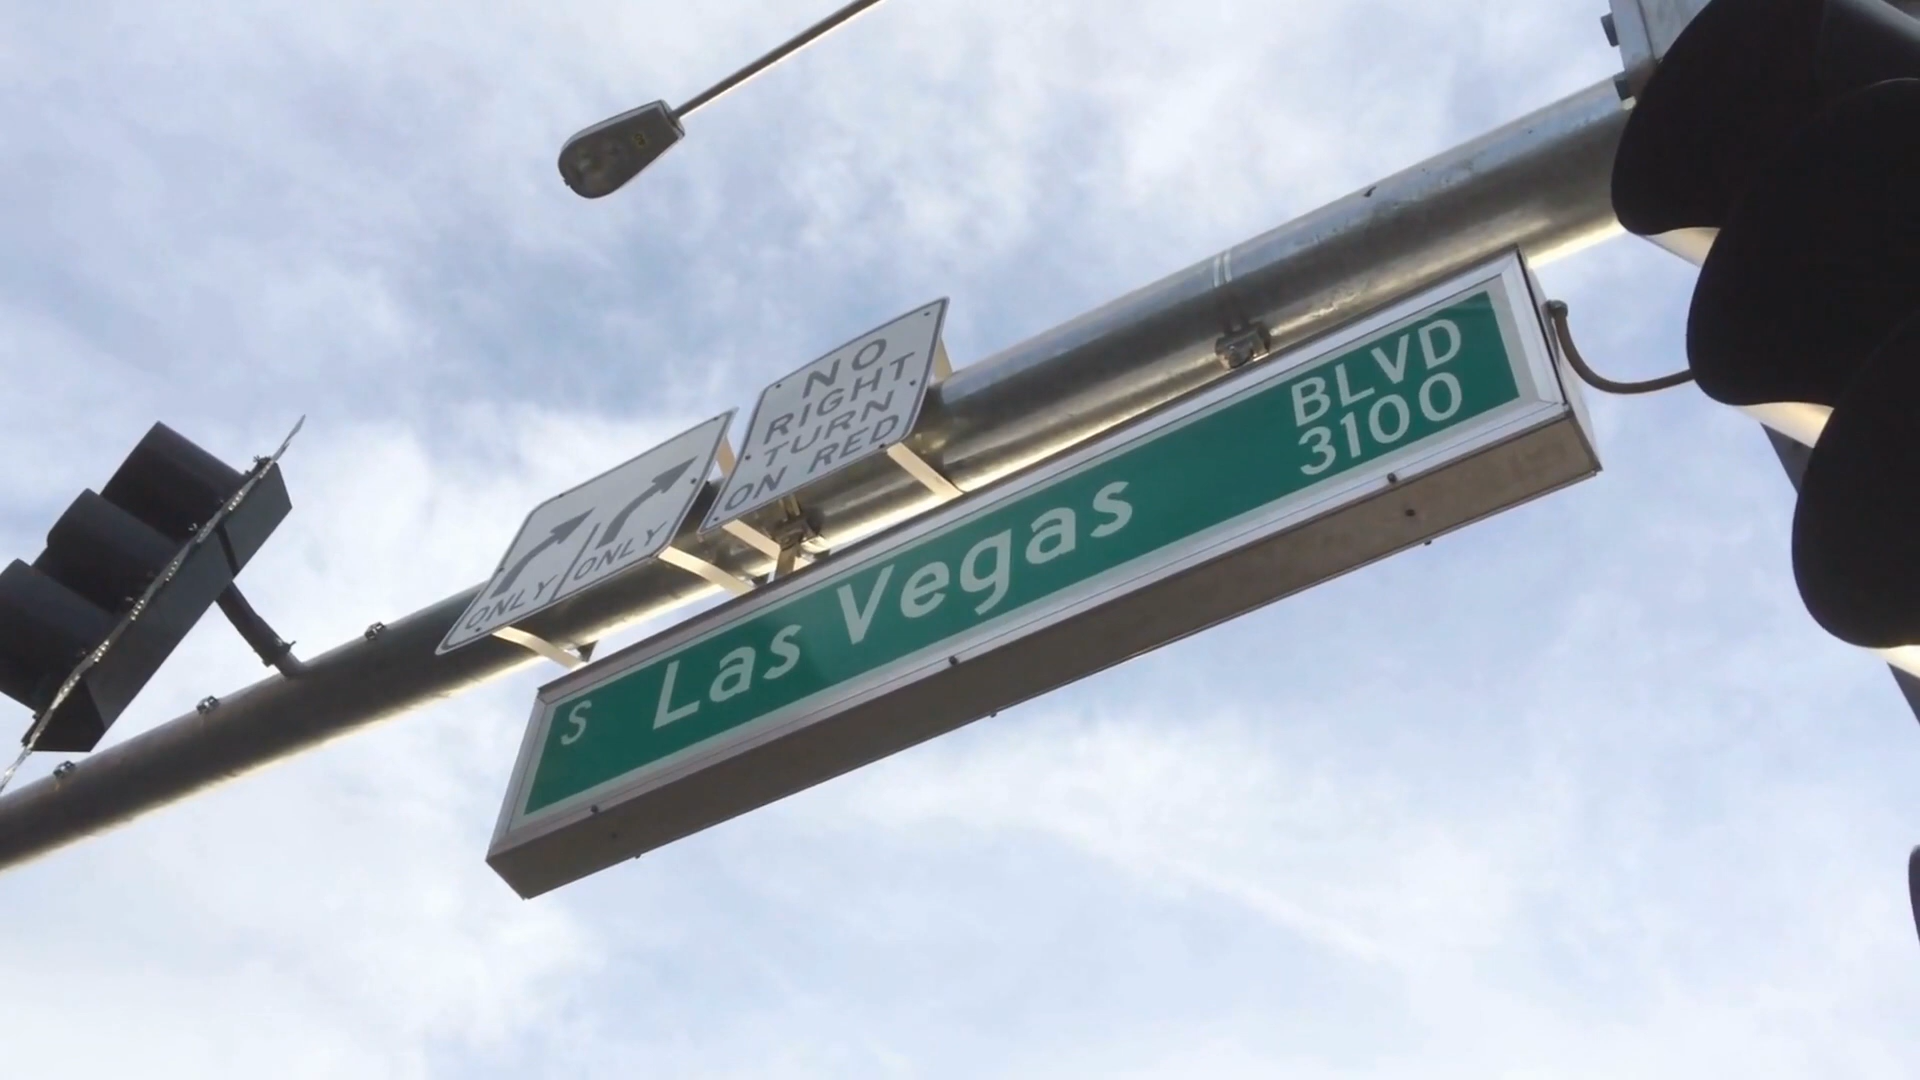 NO
RIGHT
TURN
ON RED
ONLY ONLY
S Las Vegas BLVD
3100